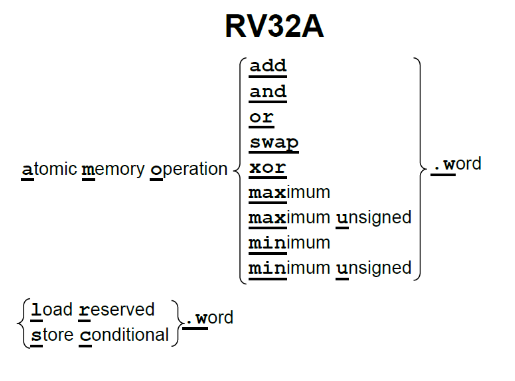 RV32A
add
and
or
swap
atomic memory operation xor .word
maximum
maximum unsigned
minimum
minimum unsigned
load reserved
store conditional
.word